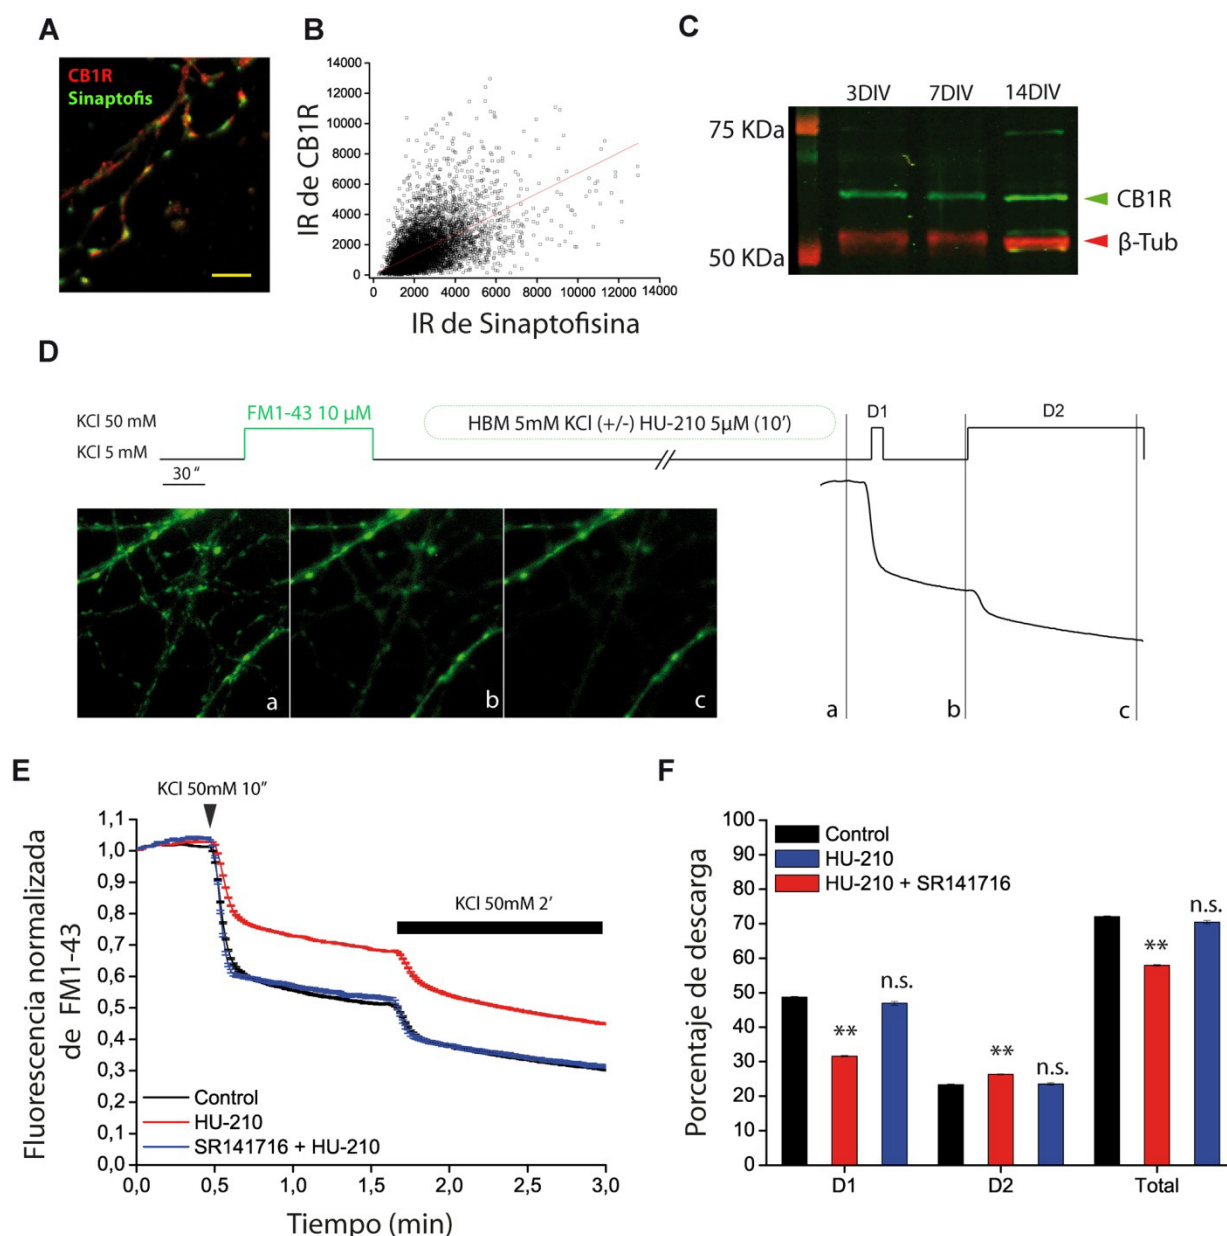 A
CB1R
Sinaptofis
B
14000
12000
10000
8000
6000
4000
2000
0
0 2000 4000 6000 8000 10000 12000 14000
IR de CB1R
IR de Sinaptofisina
C
3DIV 7DIV 14DIV
75 KDa
50 KDa
CB1R
β-Tub
D
KCl 50 mM
KCl 5 mM
30 “
FM1-43 10 µM
HBM 5mM KCl (+/-) HU-210 5µM (10’)
D1
D2
a
b
c
a
b
c
E
KCl 50mM 10”
KCl 50mM 2’
1,1
1,0
0,9
0,8
0,7
0,6
0,5
0,4
0,3
0,2
0,1
0,0
0,0 0,5 1,0 1,5 2,0 2,5 3,0
Fluorescencia normalizada
de FM1-43
Control
HU-210
SR141716 + HU-210
Tiempo (min)
F
100
90
80
70
60
50
40
30
20
10
0
Porcentaje de descarga
Control
HU-210
HU-210 + SR141716
**
n.s.
**
n.s.
**
n.s.
D1 D2 Total